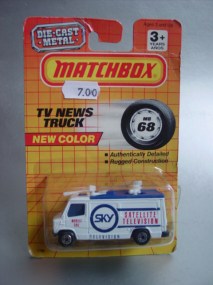 DIE-CAST
METAL
3+
MATCHBOX
7.00
TV NEWS
TRUCK
NEW COLOR
NO
68
• Authentically Detailed
• Rugged Construction
SKY
SATELLITE
TELEVISION
TELEVISION